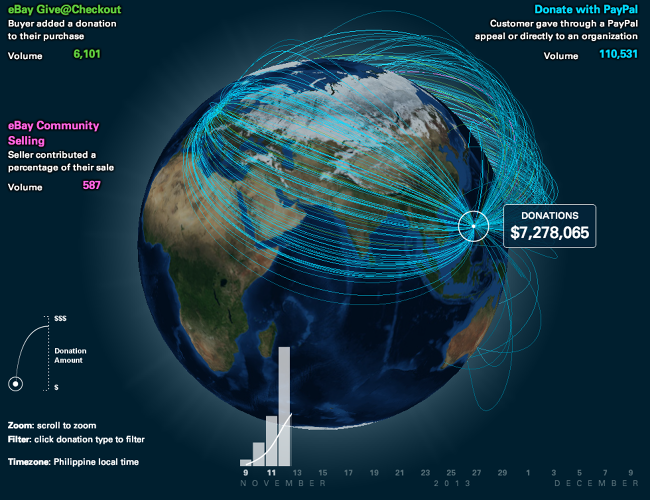 eBay Give@Checkout
Buyer added a donation
to their purchase
Volume 6,101
Donate with PayPal
Customer gave through a PayPal
appeal or directly to an organization
Volume 110,531
eBay Community
Selling
Seller contributed a
percentage of their sale
Volume 587
DONATIONS
$7,278,065
$$$
Donation
Amount
$
Zoom: scroll to zoom
Filter: click donation type to filter
Timezone: Philippine local time
9 11 13 15 17 19 21 23 25 27 29 1 3 5 7 9
NOVEMBER 2013 DECEMBER